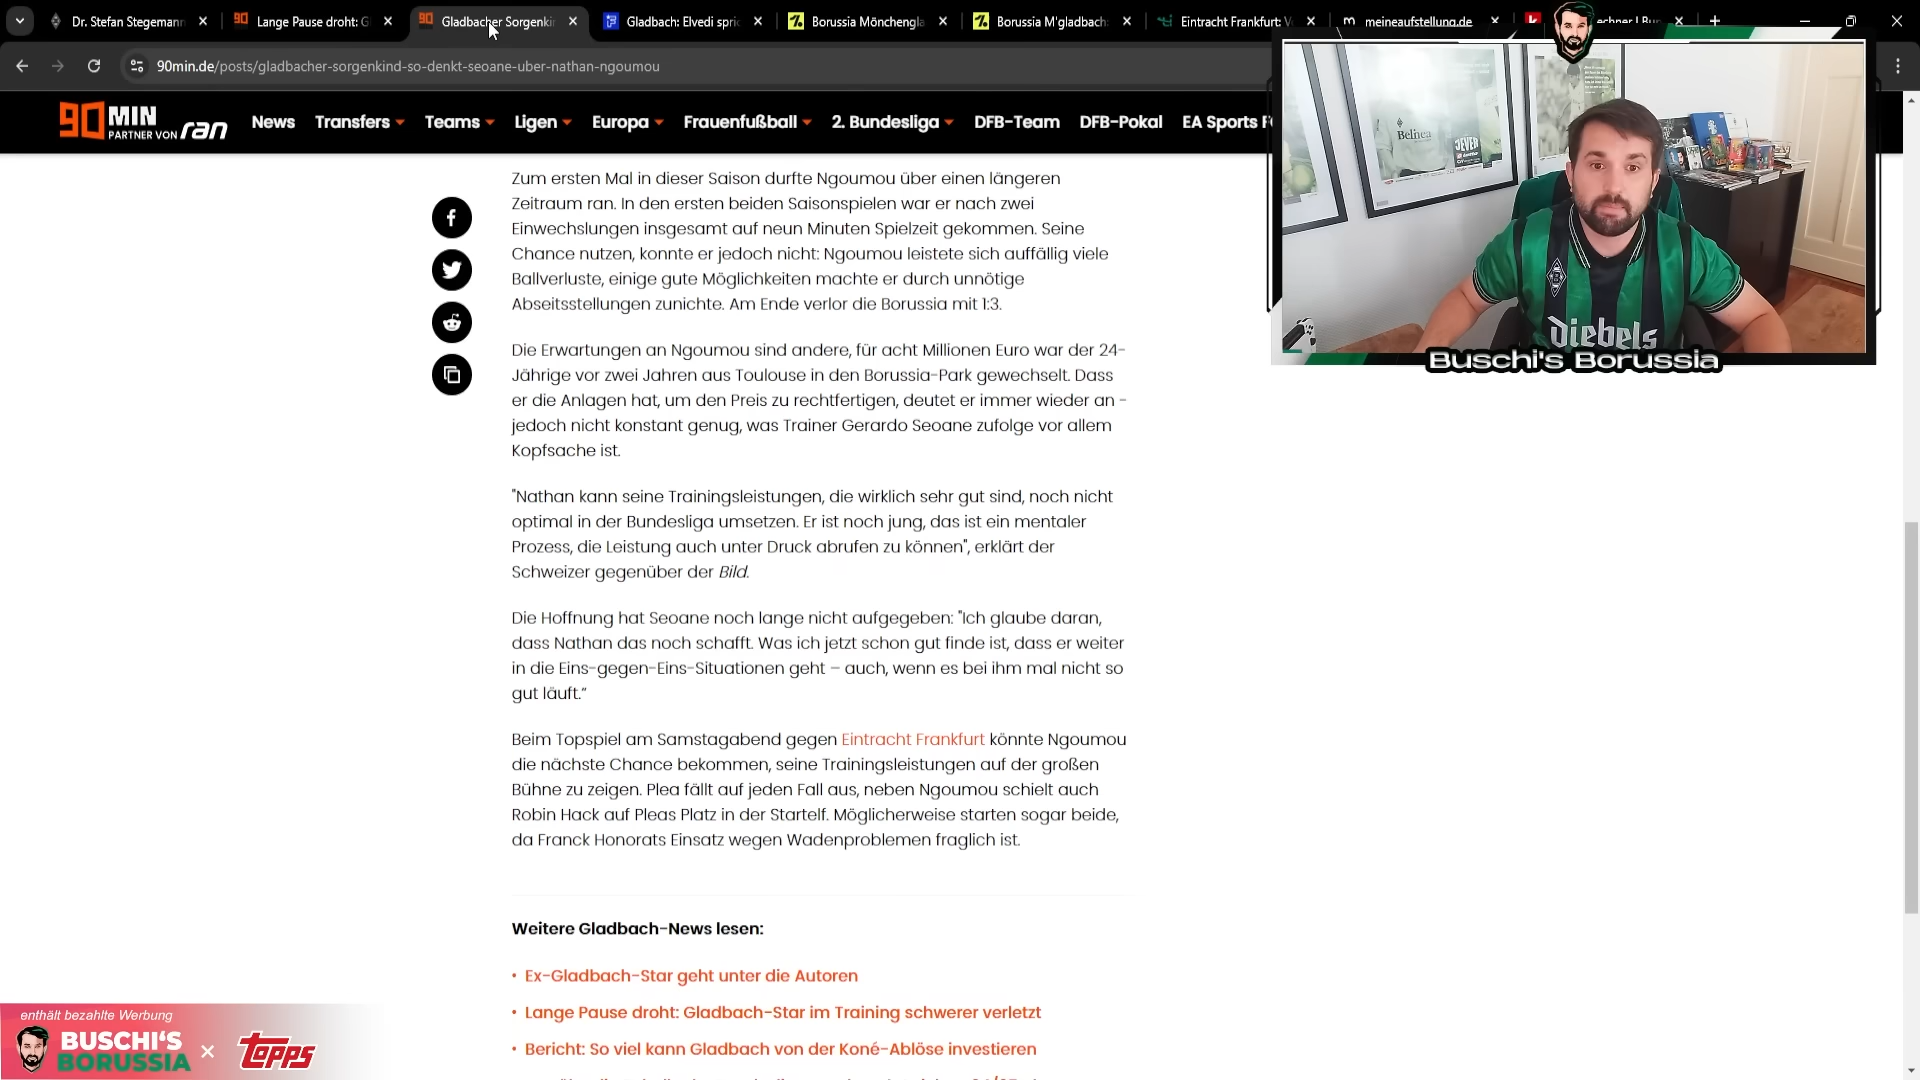 Dr. Stefan Stegemann
Lange Pause droht: G
Gladbacher Sorgenkin
Gladbach: Elvedi spric
Borussia Mönchengla
Borussia M'gladbach:
Eintracht Frankfurt: V
meineaufstellung.de
echner | Bu
90min.de/posts/gladbacher-sorgenkind-so-denkt-seoane-uber-nathan-ngoumou
90 MIN
PARTNER VON ran
News Transfers Teams Ligen Europa Frauenfußball 2. Bundesliga DFB-Team DFB-Pokal EA Sports F
Belinea
JEVER
diebels
Buschi's Borussia
Zum ersten Mal in dieser Saison durfte Ngoumou über einen längeren
Zeitraum ran. In den ersten beiden Saisonspielen war er nach zwei
Einwechslungen insgesamt auf neun Minuten Spielzeit gekommen. Seine
Chance nutzen, konnte er jedoch nicht: Ngoumou leistete sich auffällig viele
Ballverluste, einige gute Möglichkeiten machte er durch unnötige
Abseitsstellungen zunichte. Am Ende verlor die Borussia mit 1:3.
Die Erwartungen an Ngoumou sind andere, für acht Millionen Euro war der 24-
Jährige vor zwei Jahren aus Toulouse in den Borussia-Park gewechselt. Dass
er die Anlagen hat, um den Preis zu rechtfertigen, deutet er immer wieder an -
jedoch nicht konstant genug, was Trainer Gerardo Seoane zufolge vor allem
Kopfsache ist.
"Nathan kann seine Trainingsleistungen, die wirklich sehr gut sind, noch nicht
optimal in der Bundesliga umsetzen. Er ist noch jung, das ist ein mentaler
Prozess, die Leistung auch unter Druck abrufen zu können", erklärt der
Schweizer gegenüber der Bild.
Die Hoffnung hat Seoane noch lange nicht aufgegeben: "Ich glaube daran,
dass Nathan das noch schafft. Was ich jetzt schon gut finde ist, dass er weiter
in die Eins-gegen-Eins-Situationen geht – auch, wenn es bei ihm mal nicht so
gut läuft.“
Beim Topspiel am Samstagabend gegen Eintracht Frankfurt könnte Ngoumou
die nächste Chance bekommen, seine Trainingsleistungen auf der großen
Bühne zu zeigen. Plea fällt auf jeden Fall aus, neben Ngoumou schielt auch
Robin Hack auf Pleas Platz in der Startelf. Möglicherweise starten sogar beide,
da Franck Honorats Einsatz wegen Wadenproblemen fraglich ist.
Weitere Gladbach-News lesen:
• Ex-Gladbach-Star geht unter die Autoren
• Lange Pause droht: Gladbach-Star im Training schwerer verletzt
• Bericht: So viel kann Gladbach von der Koné-Ablöse investieren
enthält bezahlte Werbung
BUSCHI'S
BORUSSIA × topps